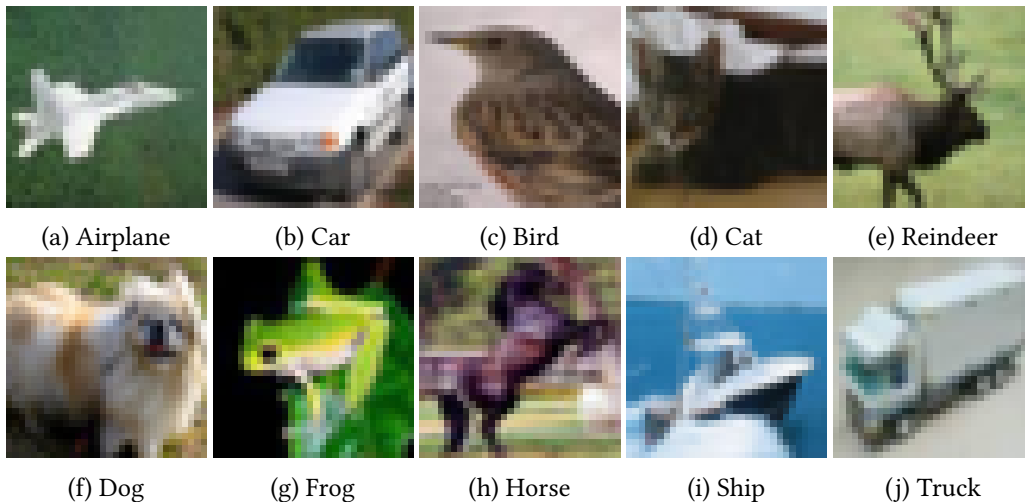 (a) Airplane
(b) Car
(c) Bird
(d) Cat
(e) Reindeer
(f) Dog
(g) Frog
(h) Horse
(i) Ship
(j) Truck